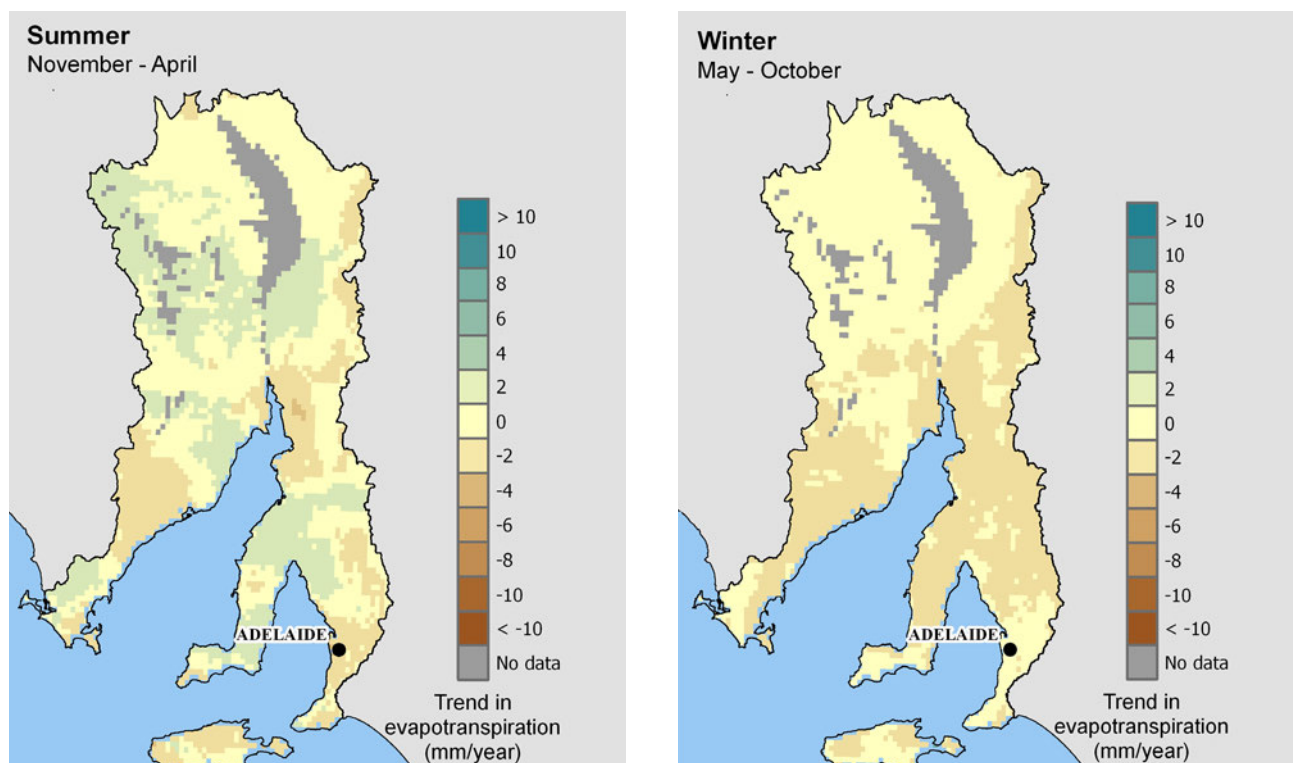 Summer
November - April
> 10
10
8
6
4
2
0
-2
-4
-6
-8
-10
< -10
No data
Trend in
evapotranspiration
(mm/year)
ADELAIDE
Winter
May - October
> 10
10
8
6
4
2
0
-2
-4
-6
-8
-10
< -10
No data
Trend in
evapotranspiration
(mm/year)
ADELAIDE